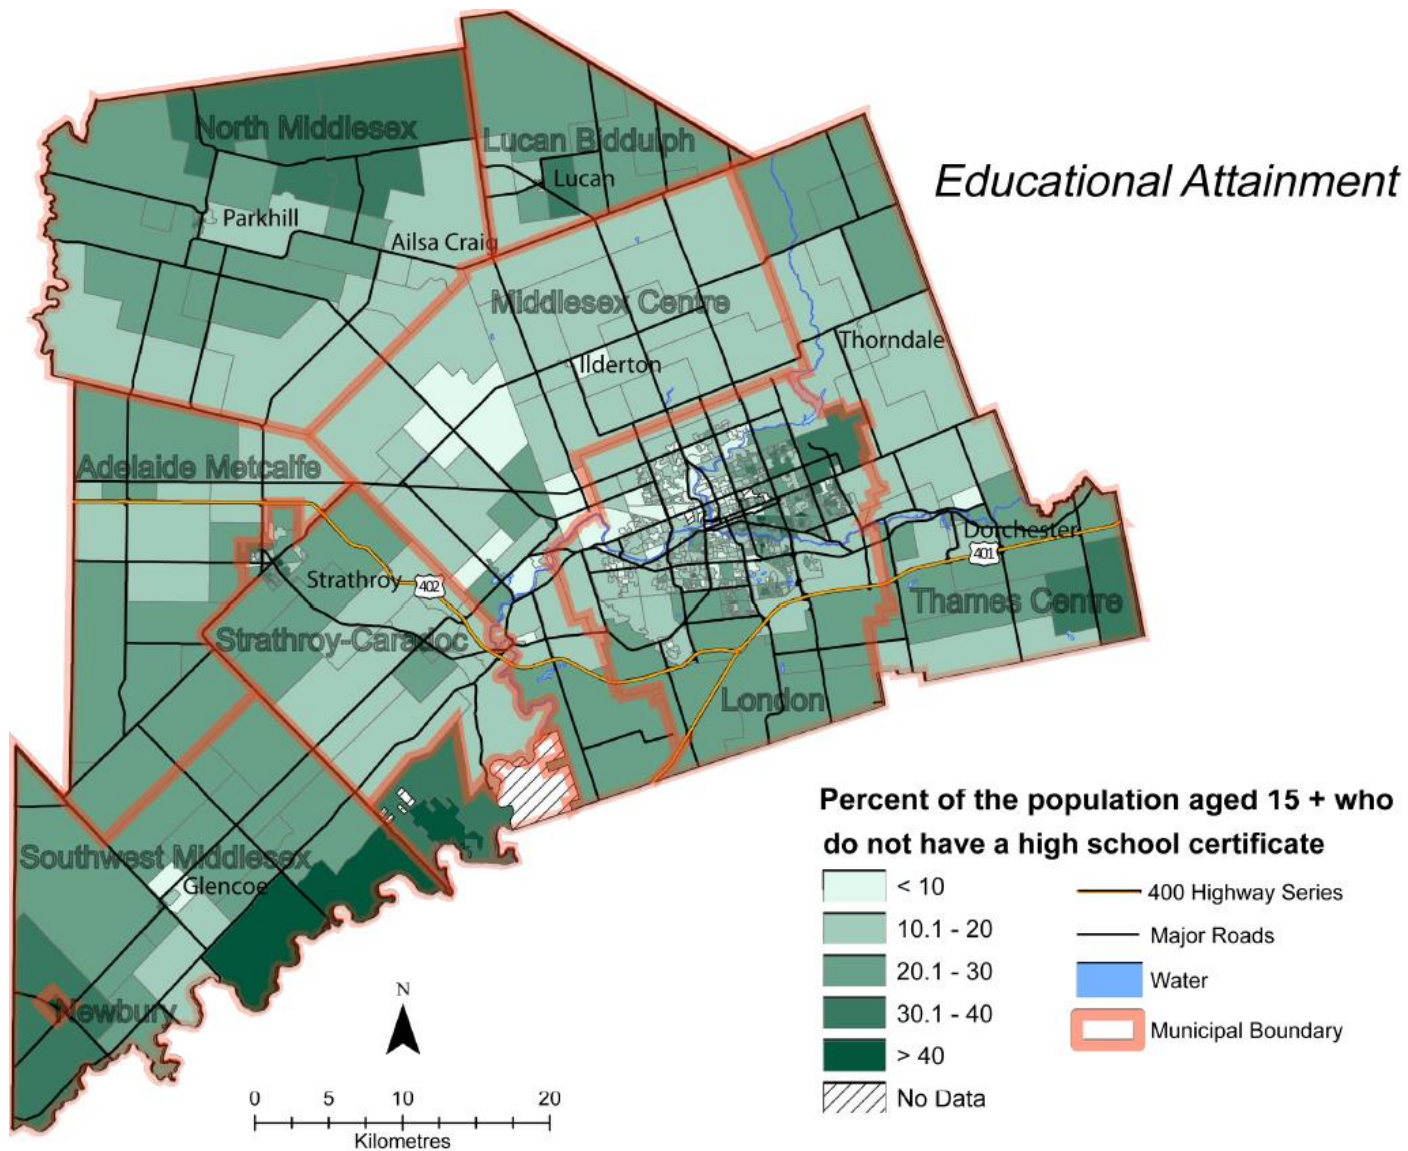 Educational Attainment
North Middlesex
Lucan Biddulph
Lucan
Parkhill
Ailsa Craig
Middlesex Centre
Ilderton
Thorndale
Adelaide Metcalfe
Dorchester
401
Strathroy
402
Thames Centre
Strathroy-Caradoc
London
Southwest Middlesex
Glencoe
Newbury
Percent of the population aged 15 + who
do not have a high school certificate
< 10
10.1 - 20
20.1 - 30
30.1 - 40
> 40
No Data
400 Highway Series
Major Roads
Water
Municipal Boundary
N
0 5 10 20
Kilometres